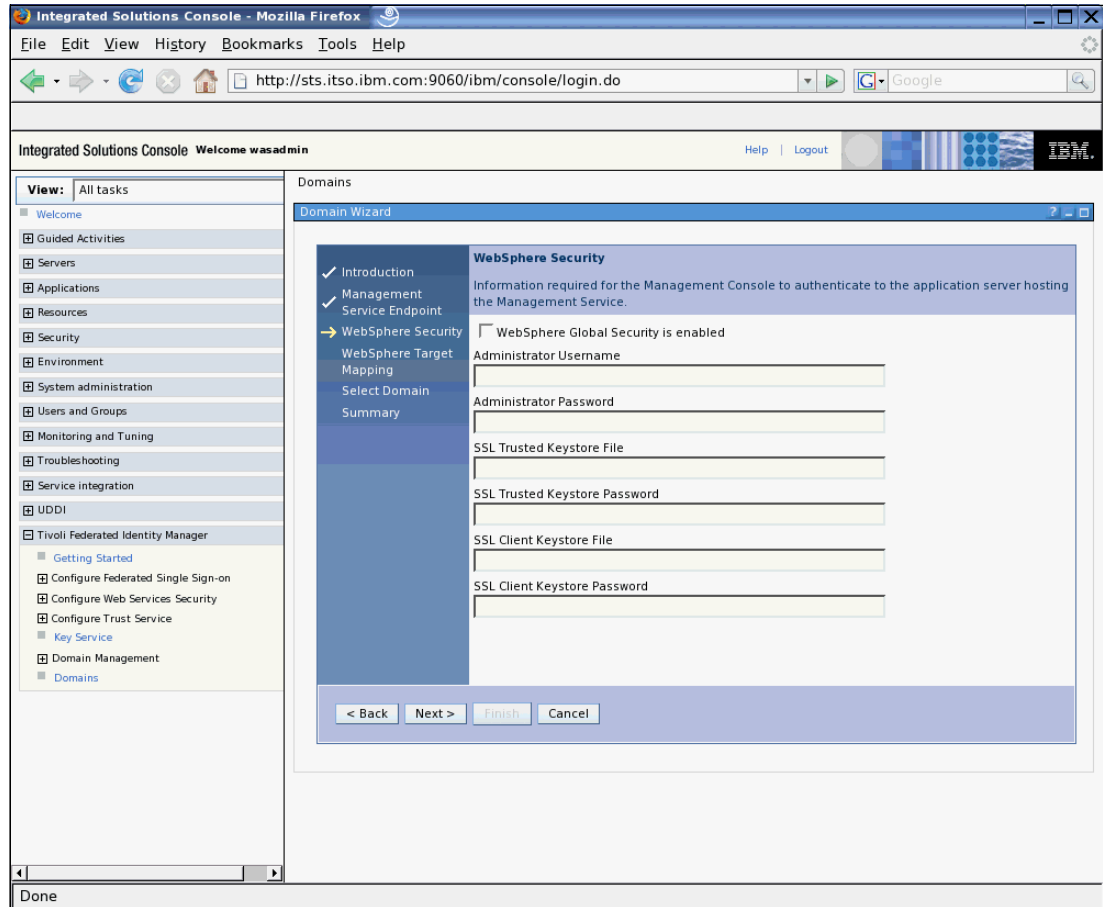 Integrated Solutions Console - Mozilla Firefox
File Edit View History Bookmarks Tools Help
http://sts.itso.ibm.com:9060/ibm/console/login.do
G Google
Integrated Solutions Console Welcome wasadmin
Help | Logout
IBM.
View: All tasks
Welcome
Guided Activities
Servers
Applications
Resources
Security
Environment
System administration
Users and Groups
Monitoring and Tuning
Troubleshooting
Service integration
UDDI
Tivoli Federated Identity Manager
Getting Started
Configure Federated Single Sign-on
Configure Web Services Security
Configure Trust Service
Key Service
Domain Management
Domains
Domains
Domain Wizard
?
Introduction
Management
Service Endpoint
WebSphere Security
WebSphere Target
Mapping
Select Domain
Summary
WebSphere Security
Information required for the Management Console to authenticate to the application server hosting
the Management Service.
WebSphere Global Security is enabled
Administrator Username
Administrator Password
SSL Trusted Keystore File
SSL Trusted Keystore Password
SSL Client Keystore File
SSL Client Keystore Password
< Back Next > Finish Cancel
Done